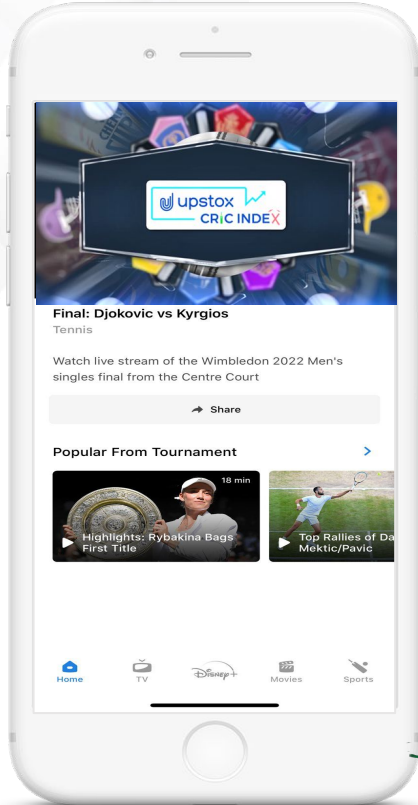 upstox
CRIC INDEX
Final: Djokovic vs Kyrgios
Tennis
Watch live stream of the Wimbledon 2022 Men's
singles final from the Centre Court
Share
Popular From Tournament
18 min
Highlights: Rybakina Bags
First Title
Top Rallies of Da
Mektic/Pavic
Home
TV
Disney+
Movies
Sports